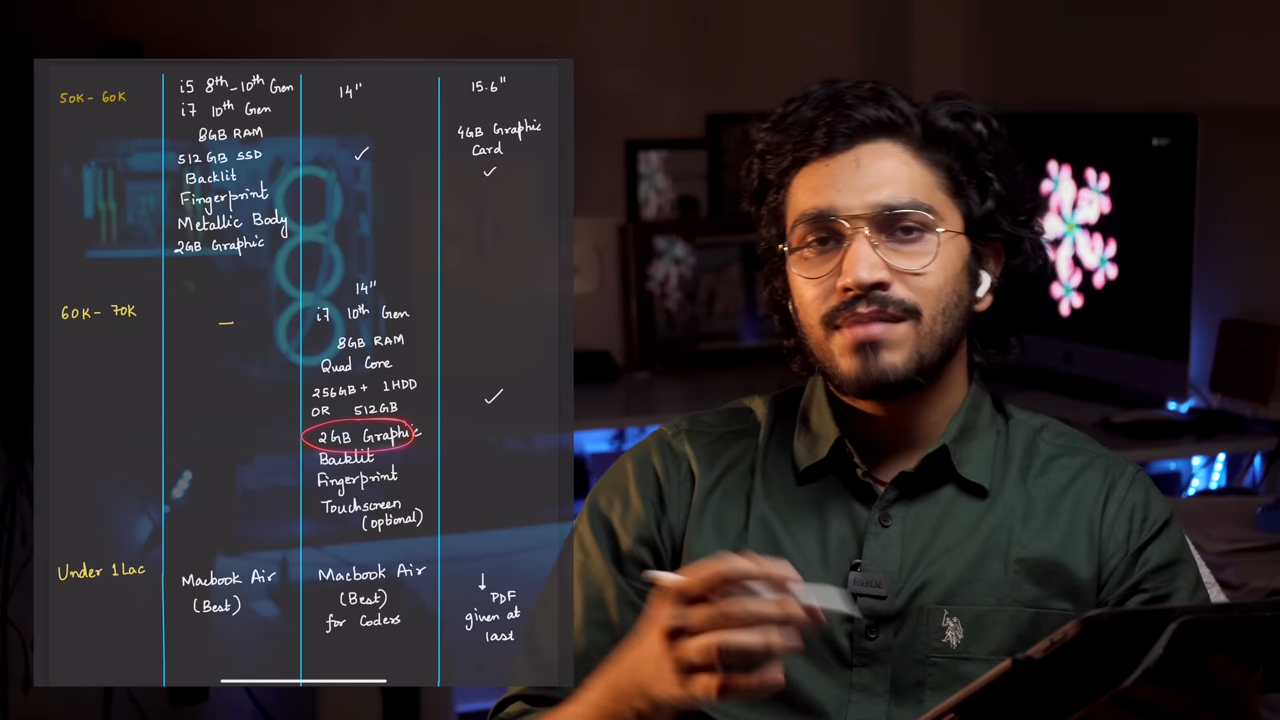 50K- 60K
i5 8th-10th Gen
i7 10th Gen
8GB RAM
512 GB SSD
Backlit
Fingerprint
Metallic Body
2GB Graphic
14"
✓
15.6"
4GB Graphic
Card
✓
60K- 70K
—
14"
i7 10th Gen
8GB RAM
Quad Core
256GB+ 1HDD
OR 512GB
2GB Graphic
Backlit
Fingerprint
Touchscreen
(optional)
✓
Under 1Lac
Macbook Air
(Best)
Macbook Air
(Best)
for Coders
↓
PDF
given at
last
RØDE